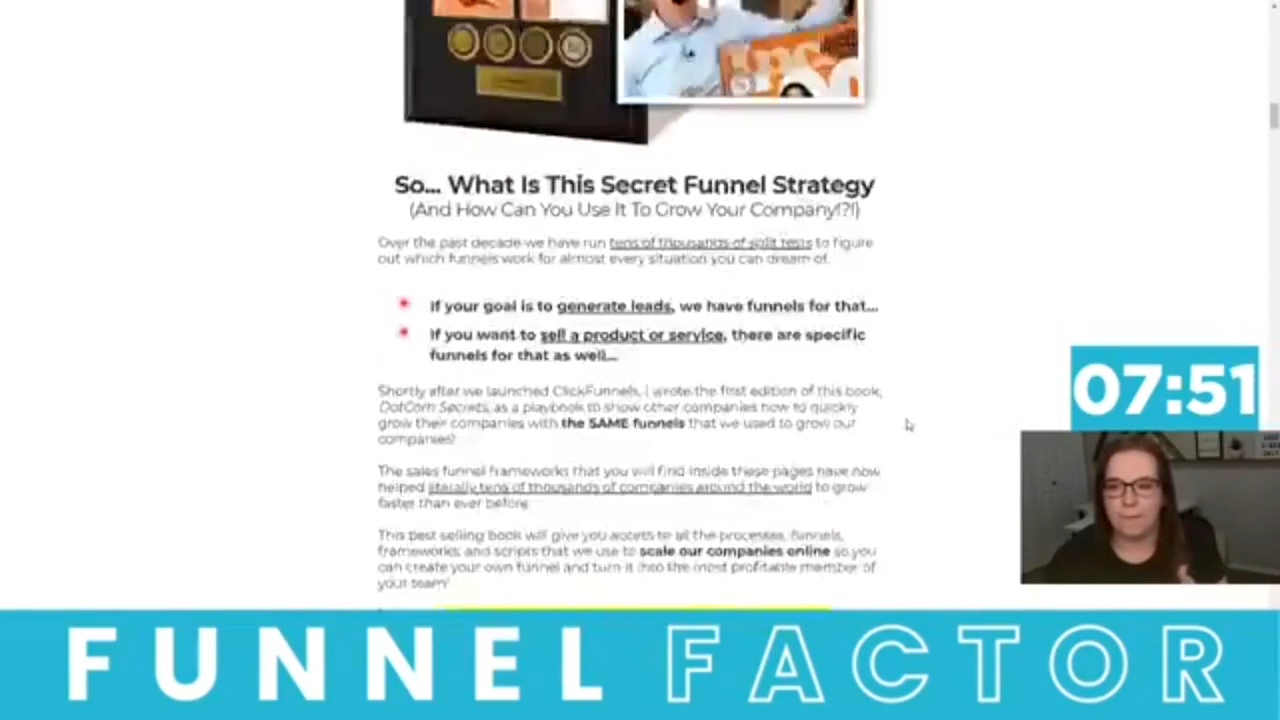 So... What Is This Secret Funnel Strategy
(And How Can You Use It To Grow Your Company!?!)
Over the past decade we have run tens of thousands of split tests to figure
out which funnels work for almost every situation you can dream of.
If your goal is to generate leads, we have funnels for that...
If you want to sell a product or service, there are specific
funnels for that as well...
Shortly after we launched ClickFunnels, I wrote the first edition of this book,
DotCom Secrets, as a playbook to show other companies how to quickly
grow their companies with the SAME funnels that we used to grow our
companies!
The sales funnel frameworks that you will find inside these pages have now
helped literally tens of thousands of companies around the world to grow
faster than ever before.
This best selling book will give you access to all the processes, funnels,
frameworks and scripts that we use to scale our companies online so you
can create your own funnel and turn it into the most profitable member of
your team!
07:51
FUNNEL FACTOR